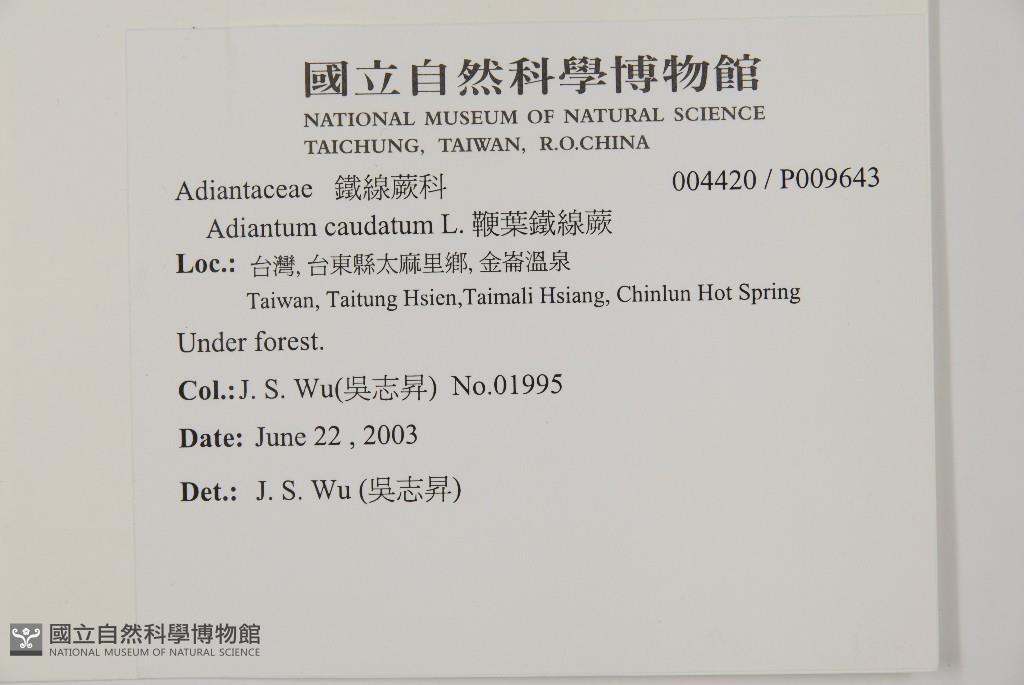 國立自然科學博物館
NATIONAL MUSEUM OF NATURAL SCIENCE
TAICHUNG, TAIWAN, R.O.CHINA
Adiantaceae 鐵線蕨科 004420 / P009643
Adiantum caudatum L. 鞭葉鐵線蕨
Loc.: 台灣, 台東縣太麻里鄉, 金崙溫泉
Taiwan, Taitung Hsien,Taimali Hsiang, Chinlun Hot Spring
Under forest.
Col.:J. S. Wu(吳志昇) No.01995
Date: June 22 , 2003
Det.: J. S. Wu (吳志昇)
國立自然科學博物館
NATIONAL MUSEUM OF NATURAL SCIENCE